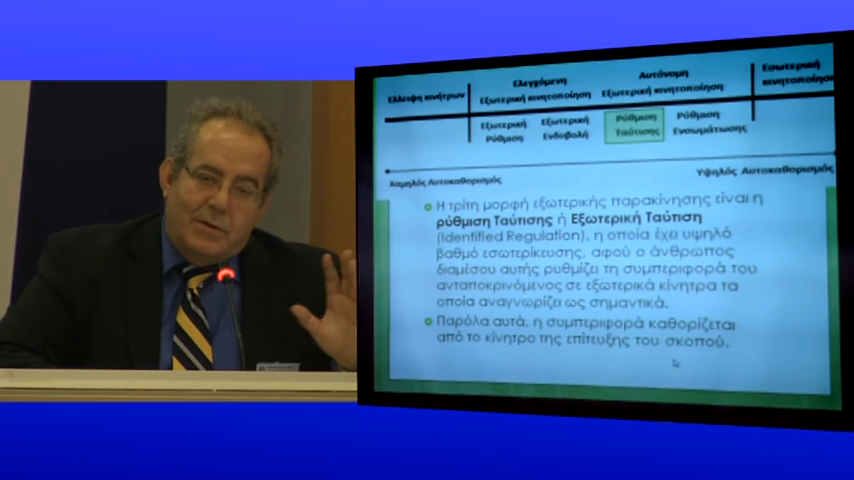 Έλλειψη κινήτρων
Ελεγχόμενη
Εξωτερική κινητοποίηση
Αυτόνομη
Εξωτερική κινητοποίηση
Εσωτερική
κινητοποίηση
Εξωτερική
Ρύθμιση
Εξωτερική
Ενδοβολή
Ρύθμιση
Ταύτισης
Ρύθμιση
Ενσωμάτωσης
Χαμηλός Αυτοκαθορισμός
Υψηλός Αυτοκαθορισμός
Η τρίτη μορφή εξωτερικής παρακίνησης είναι η
ρύθμιση Ταύτισης ή Εξωτερική Ταύτιση
(Identified Regulation), η οποία έχει υψηλό
βαθμό εσωτερίκευσης, αφού ο άνθρωπος
διαμέσου αυτής ρυθμίζει τη συμπεριφορά του
ανταποκρινόμενος σε εξωτερικά κίνητρα τα
οποία αναγνωρίζει ως σημαντικά.
Παρόλα αυτά, η συμπεριφορά καθορίζεται
από το κίνητρο της επίτευξης του σκοπού.